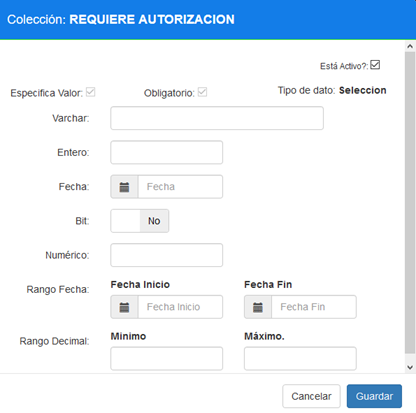 Colección: REQUIERE AUTORIZACION
Está Activo?:
Especifica Valor: Obligatorio: Tipo de dato: Seleccion
Varchar:
Entero:
Fecha: Fecha
Bit: No
Numérico:
Rango Fecha: Fecha Inicio Fecha Fin
Fecha Inicio Fecha Fin
Rango Decimal: Minimo Máximo.
Cancelar Guardar